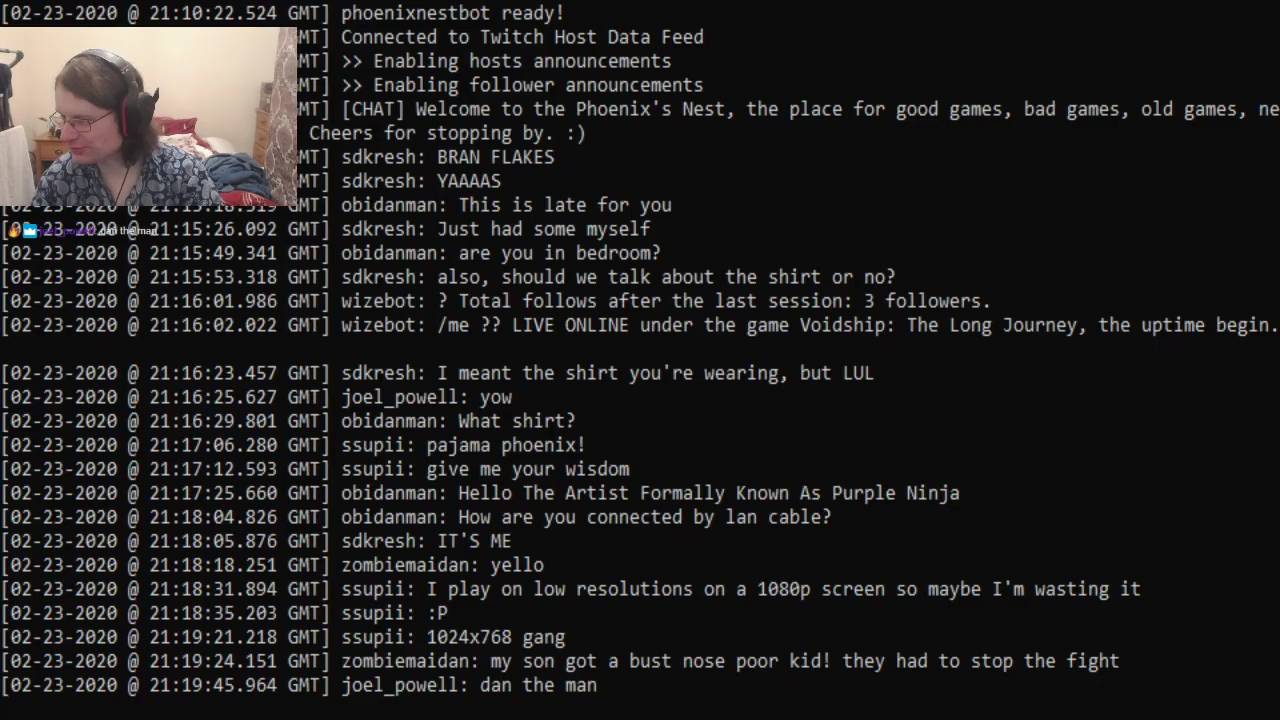 [02-23-2020 @ 21:10:22.524 GMT] phoenixnestbot ready!
MT] Connected to Twitch Host Data Feed
MT] >> Enabling hosts announcements
MT] >> Enabling follower announcements
MT] [CHAT] Welcome to the Phoenix's Nest, the place for good games, bad games, old games, ne
Cheers for stopping by. :)
MT] sdkresh: BRAN FLAKES
MT] sdkresh: YAAAAS
MT] obidanman: This is late for you
[02-23-2020 @ 21:15:26.092 GMT] sdkresh: Just had some myself
dan the man
[02-23-2020 @ 21:15:49.341 GMT] obidanman: are you in bedroom?
[02-23-2020 @ 21:15:53.318 GMT] sdkresh: also, should we talk about the shirt or no?
[02-23-2020 @ 21:16:01.986 GMT] wizebot: ? Total follows after the last session: 3 followers.
[02-23-2020 @ 21:16:02.022 GMT] wizebot: /me ?? LIVE ONLINE under the game Voidship: The Long Journey, the uptime begin.
[02-23-2020 @ 21:16:23.457 GMT] sdkresh: I meant the shirt you're wearing, but LUL
[02-23-2020 @ 21:16:25.627 GMT] joel_powell: yow
[02-23-2020 @ 21:16:29.801 GMT] obidanman: What shirt?
[02-23-2020 @ 21:17:06.280 GMT] ssupii: pajama phoenix!
[02-23-2020 @ 21:17:12.593 GMT] ssupii: give me your wisdom
[02-23-2020 @ 21:17:25.660 GMT] obidanman: Hello The Artist Formally Known As Purple Ninja
[02-23-2020 @ 21:18:04.826 GMT] obidanman: How are you connected by lan cable?
[02-23-2020 @ 21:18:05.876 GMT] sdkresh: IT'S ME
[02-23-2020 @ 21:18:18.251 GMT] zombiemaidan: yello
[02-23-2020 @ 21:18:31.894 GMT] ssupii: I play on low resolutions on a 1080p screen so maybe I'm wasting it
[02-23-2020 @ 21:18:35.203 GMT] ssupii: :P
[02-23-2020 @ 21:19:21.218 GMT] ssupii: 1024x768 gang
[02-23-2020 @ 21:19:24.151 GMT] zombiemaidan: my son got a bust nose poor kid! they had to stop the fight
[02-23-2020 @ 21:19:45.964 GMT] joel_powell: dan the man